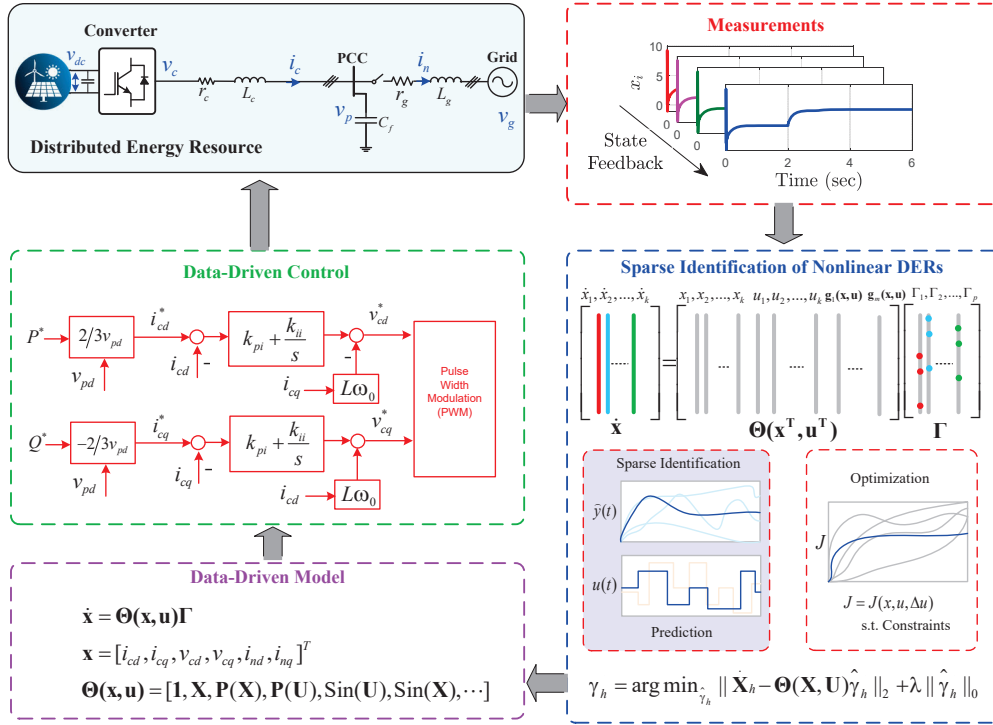 Converter
v_dc
v_c
r_c
L_c
i_c
PCC
v_p
C_f
i_n
r_g
L_g
Grid
v_g
Distributed Energy Resource
Measurements
x_i
10
5
0
0
0
0
0
2
4
6
State
Feedback
Time (sec)
Data-Driven Control
P^*
2/3v_pd
v_pd
i^*_cd
i_cd
-
k_pi + k_ii/s
i_cq
Lω_0
-
v^*_cd
Q^*
-2/3v_pd
v_pd
i^*_cq
i_cq
-
k_pi + k_ii/s
i_cd
Lω_0
v^*_cq
Pulse
Width
Modulation
(PWM)
Sparse Identification of Nonlinear DERs
ẋ_1, ẋ_2, ..., ẋ_k
x_1, x_2, ..., x_k u_1, u_2, ..., u_k g_1(x,u) g_m(x,u)
Γ_1, Γ_2, ..., Γ_p
=
ẋ
Θ(x^T, u^T)
Γ
Sparse Identification
ȳ(t)
u(t)
Prediction
Optimization
J
J = J(x, u, Δu)
s.t. Constraints
γ_h = arg min_γ̂_h || Ẋ_h − Θ(X, U)γ̂_h ||_2 + λ || γ̂_h ||_0
Data-Driven Model
ẋ = Θ(x, u)Γ
x = [i_cd, i_cq, v_cd, v_cq, i_nd, i_nq]^T
Θ(x, u) = [1, X, P(X), P(U), Sin(U), Sin(X), ⋯]